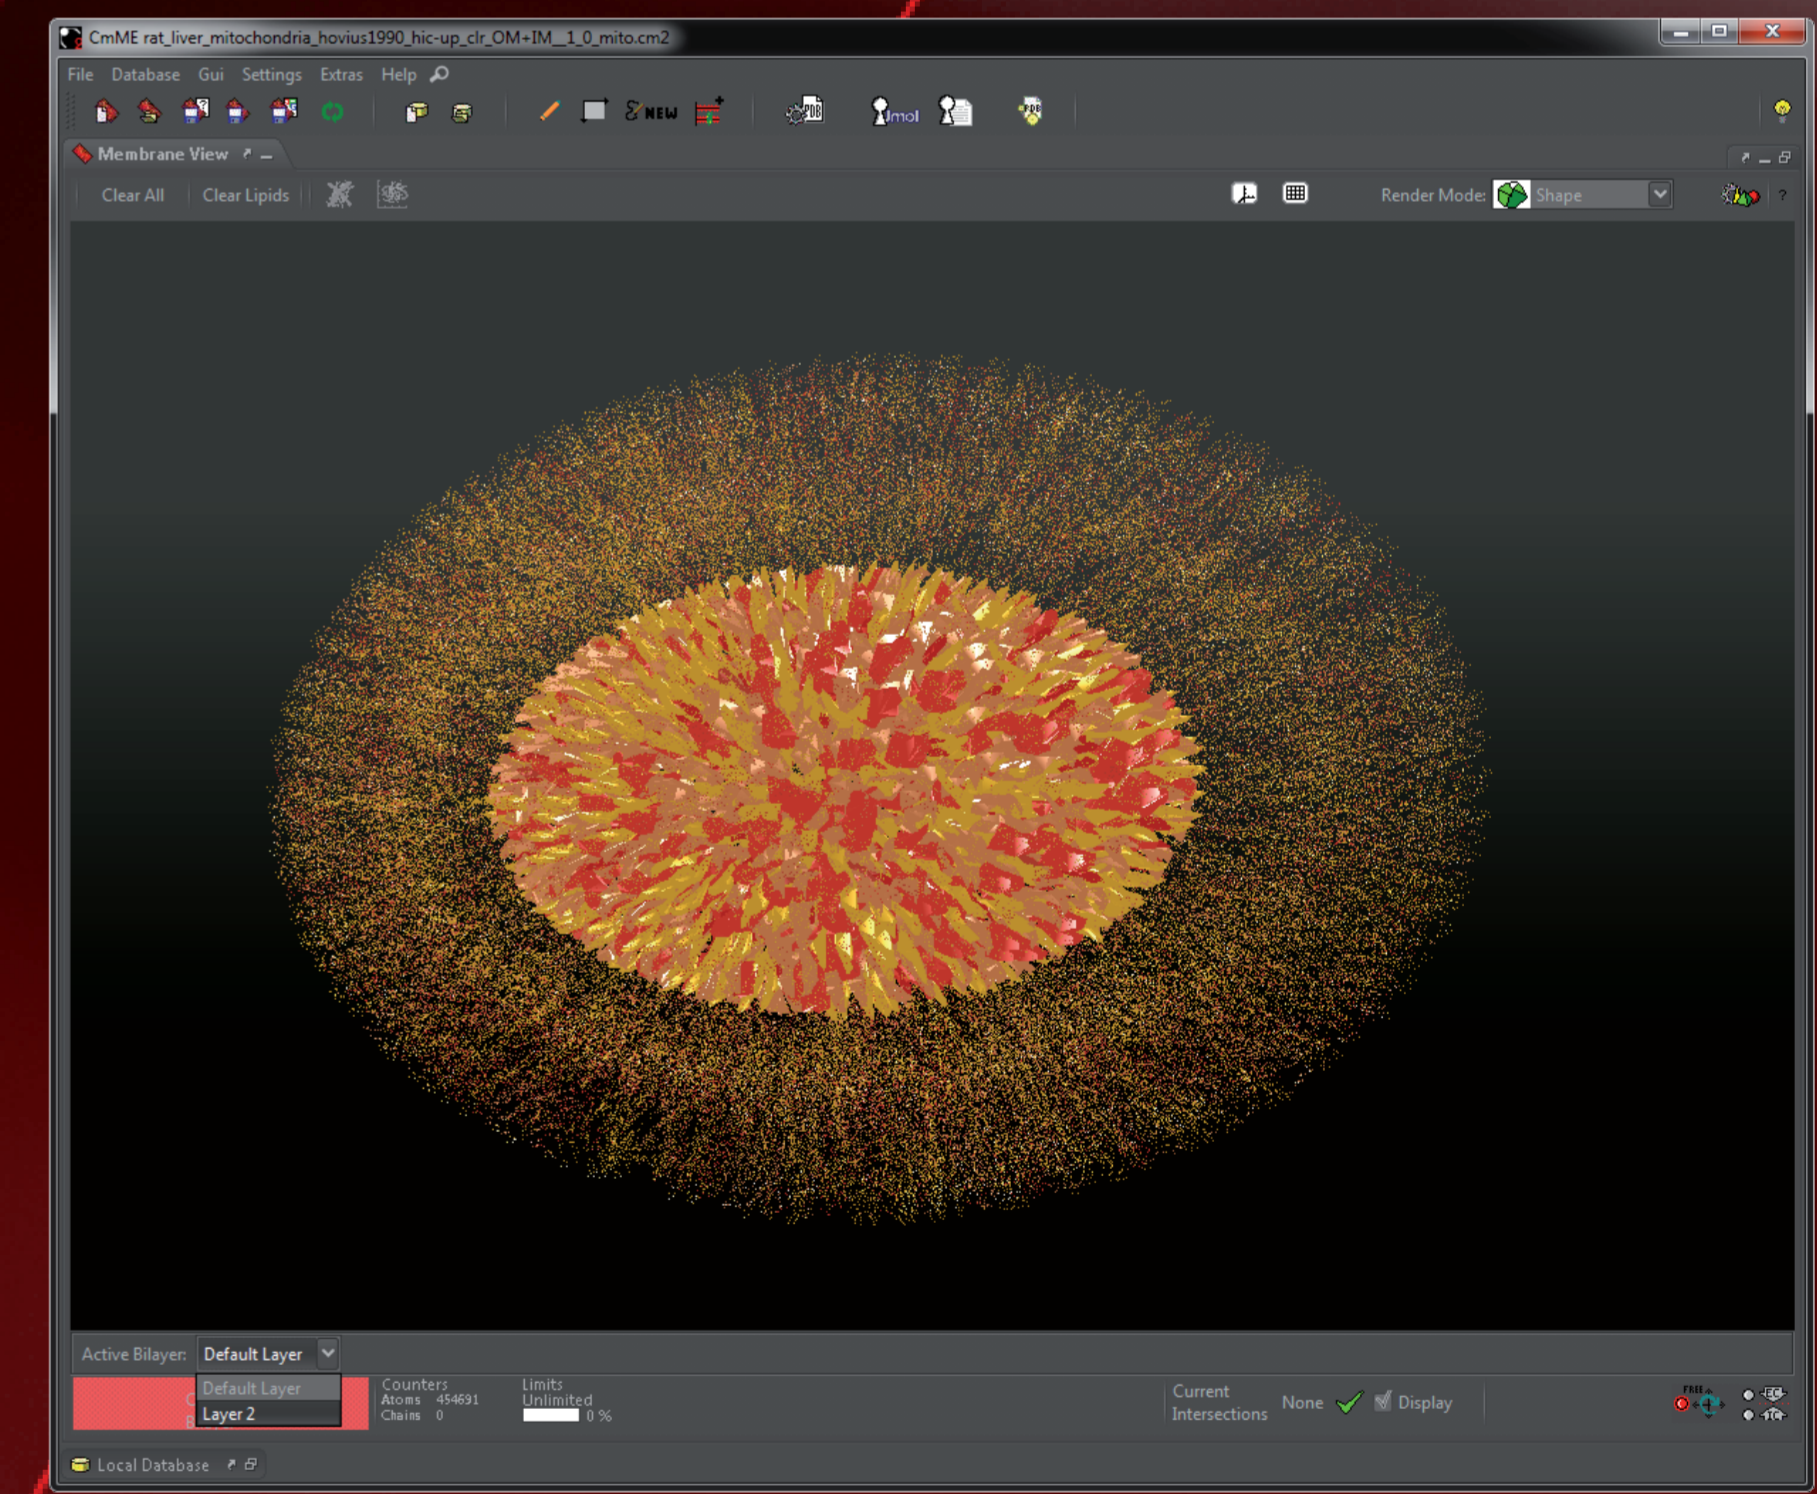 CmME rat_liver_mitochondria_hovius1990_hic-up_clr_OM+IM__1_0_mito.cm2
File Database Gui Settings Extras Help
NEW PDB mol PDB
Membrane View
Clear All Clear Lipids Render Mode: Shape ?
Active Bilayer: Default Layer
Default Layer
Layer 2
Counters
Atoms 454691
Chains 0
Limits
Unlimited
0 %
Current
Intersections
None
Display
FREE
Local Database